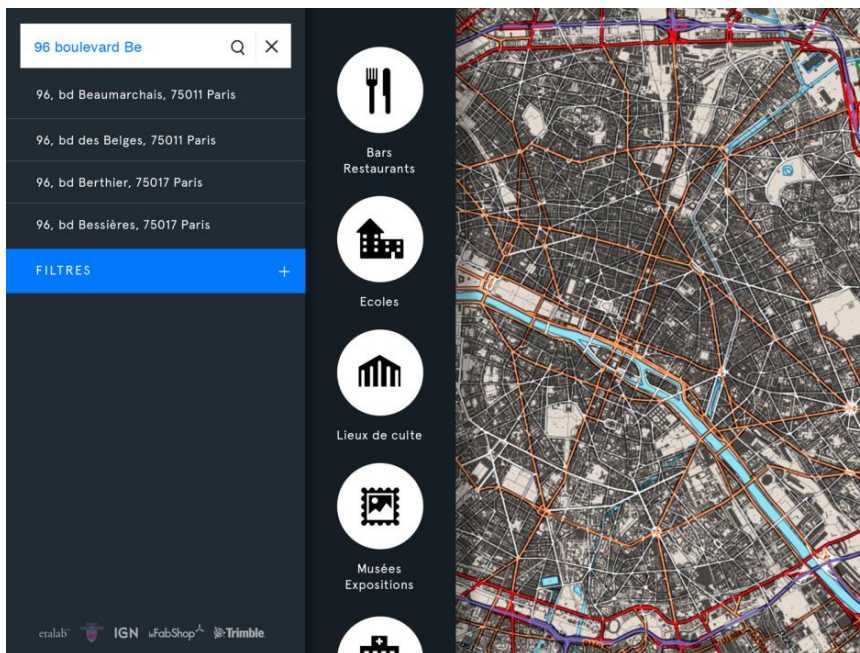 96 boulevard Be
96, bd Beaumarchais, 75011 Paris
96, bd des Belges, 75011 Paris
96, bd Berthier, 75017 Paris
96, bd Bessières, 75017 Paris
FILTRES +
Bars
Restaurants
Ecoles
Lieux de culte
Musées
Expositions
etalab IGN leFabShop Trimble